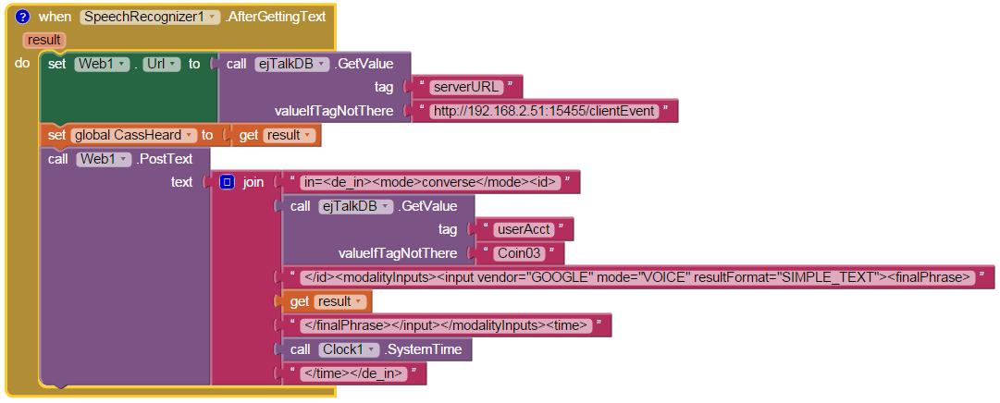 ? when SpeechRecognizer1 .AfterGettingText
result
do set Web1 . Url to call ejTalkDB .GetValue
tag “ serverURL ”
valueIfTagNotThere “ http://192.168.2.51:15455/clientEvent ”
set global CassHeard to get result
call Web1 .PostText
text join “ in=<de_in><mode>converse</mode><id> ”
call ejTalkDB .GetValue
tag “ userAcct ”
valueIfTagNotThere “ Coin03 ”
“ </id><modalityInputs><input vendor="GOOGLE" mode="VOICE" resultFormat="SIMPLE_TEXT"><finalPhrase> ”
get result
“ </finalPhrase></input></modalityInputs><time> ”
call Clock1 .SystemTime
“ </time></de_in> ”